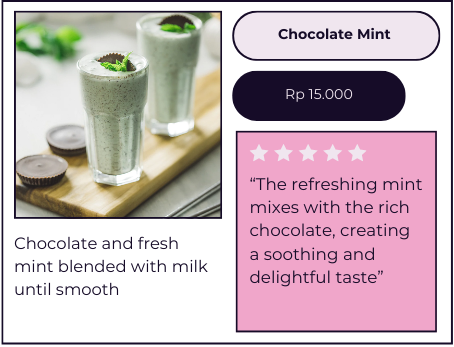 Chocolate Mint
Rp 15.000
“The refreshing mint
mixes with the rich
chocolate, creating
a soothing and
delightful taste”
Chocolate and fresh
mint blended with milk
until smooth